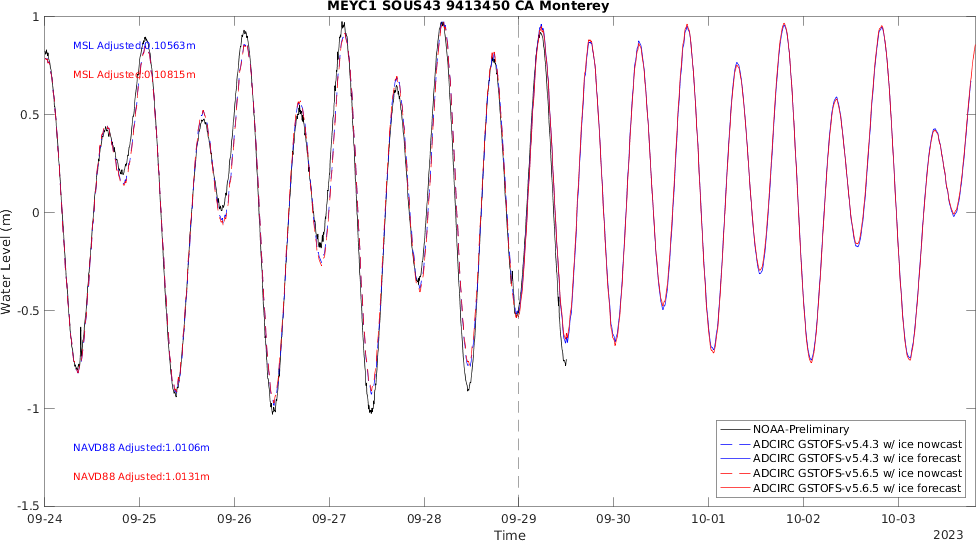 MEYC1 SOUS43 9413450 CA Monterey
1
MSL Adjusted:0.10563m
MSL Adjusted:0.10815m
0.5
0
Water Level (m)
-0.5
-1
NAVD88 Adjusted:1.0106m
NAVD88 Adjusted:1.0131m
NOAA-Preliminary
ADCIRC GSTOFS-v5.4.3 w/ ice nowcast
ADCIRC GSTOFS-v5.4.3 w/ ice forecast
ADCIRC GSTOFS-v5.6.5 w/ ice nowcast
ADCIRC GSTOFS-v5.6.5 w/ ice forecast
-1.5
09-24 09-25 09-26 09-27 09-28 09-29 09-30 10-01 10-02 10-03
Time
2023